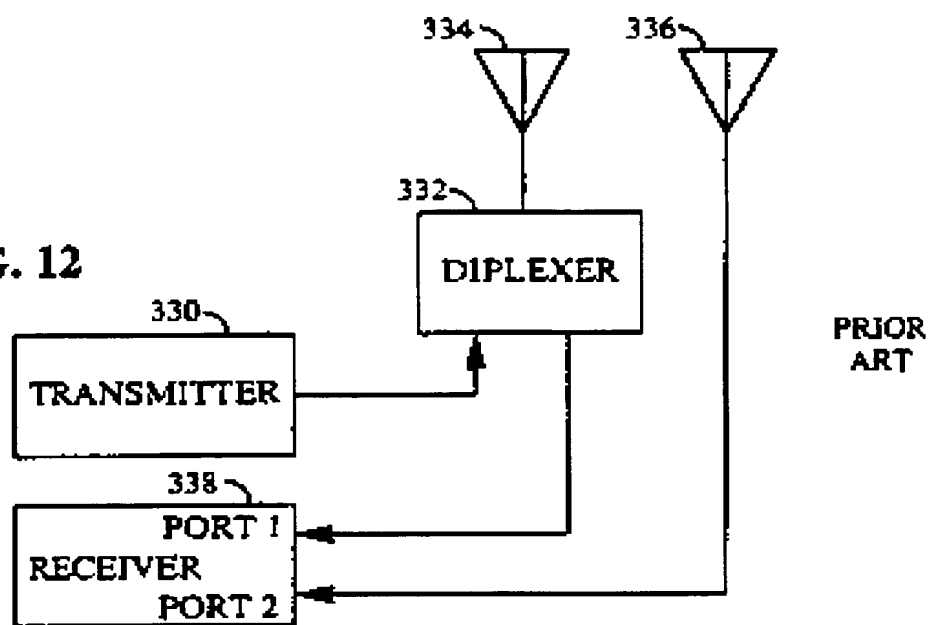 334
336
332
DIPLEXER
G. 12
330
TRANSMITTER
PRIOR
ART
338
PORT 1
RECEIVER
PORT 2